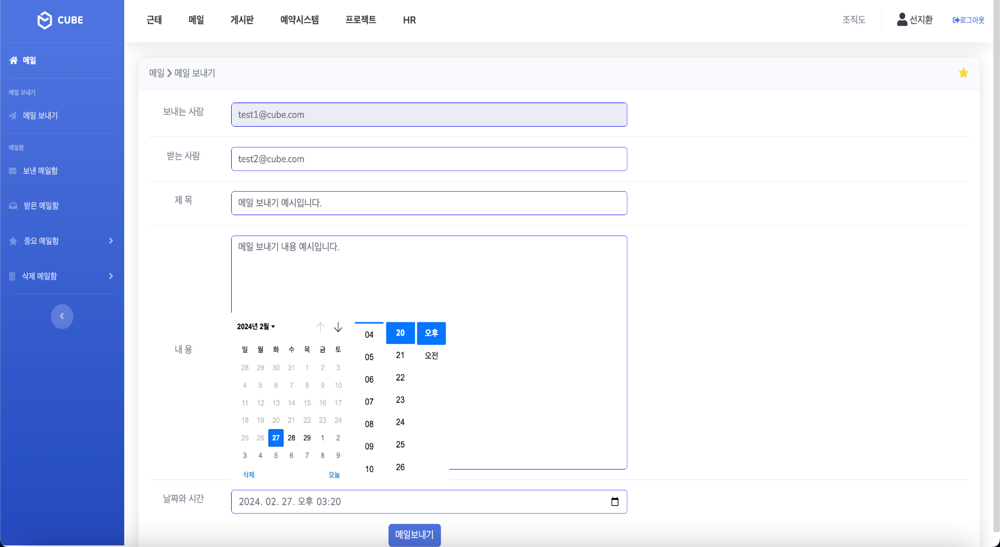 CUBE
근태 메일 게시판 예약시스템 프로젝트 HR
조직도 선지환 로그아웃
메일
메일 보내기
메일 보내기
메일함
보낸 메일함
받은 메일함
중요 메일함
삭제 메일함
메일 메일 보내기
보내는 사람 test1@cube.com
받는 사람 test2@cube.com
제 목 메일 보내기 예시입니다.
내 용 메일 보내기 내용 예시입니다.
2024년 2월
일 월 화 수 목 금 토
28 29 30 31 1 2 3
4 5 6 7 8 9 10
11 12 13 14 15 16 17
18 19 20 21 22 23 24
25 26 27 28 29 1 2
3 4 5 6 7 8 9
삭제 오늘
04 20 오후
05 21 오전
06 22
07 23
08 24
09 25
10 26
날짜와 시간 2024. 02. 27. 오후 03:20
메일보내기